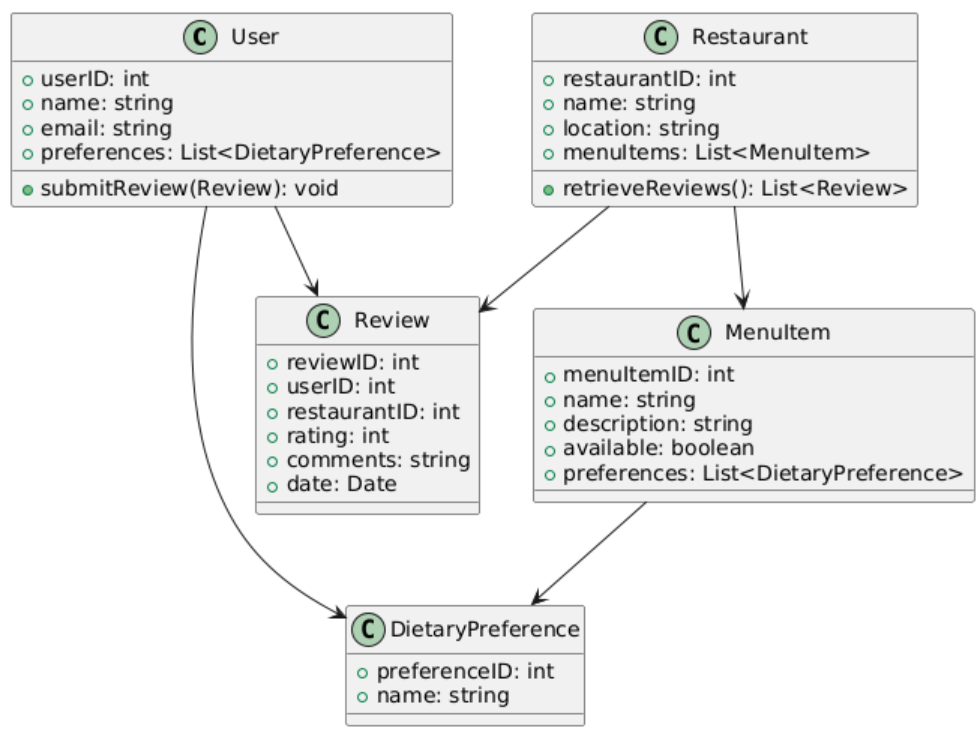 C User
userID: int
name: string
email: string
preferences: List<DietaryPreference>
submitReview(Review): void
C Restaurant
restaurantID: int
name: string
location: string
menuItems: List<MenuItem>
retrieveReviews(): List<Review>
C Review
reviewID: int
userID: int
restaurantID: int
rating: int
comments: string
date: Date
C MenuItem
menuItemID: int
name: string
description: string
available: boolean
preferences: List<DietaryPreference>
C DietaryPreference
preferenceID: int
name: string